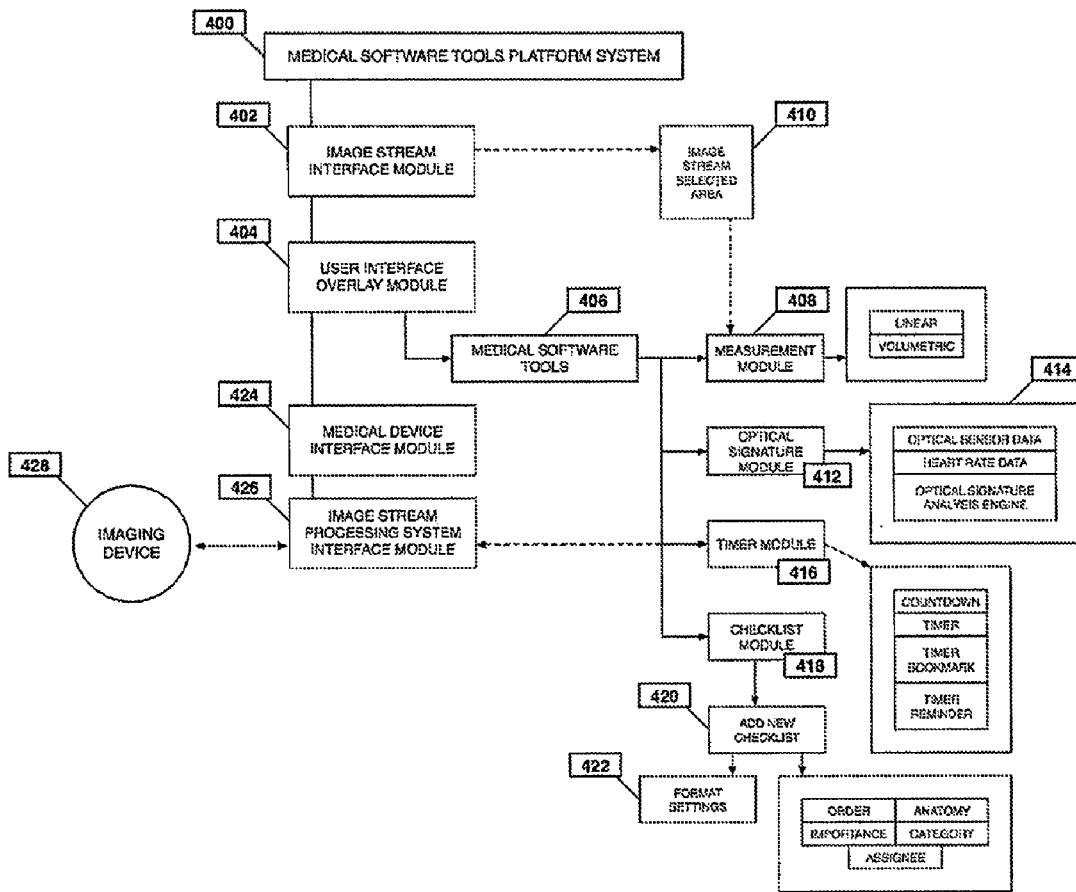 400
MEDICAL SOFTWARE TOOLS PLATFORM SYSTEM
402
IMAGE STREAM
INTERFACE MODULE
410
IMAGE
STREAM
SELECTED
AREA
404
USER INTERFACE
OVERLAY MODULE
406
MEDICAL SOFTWARE
TOOLS
408
MEASUREMENT
MODULE
LINEAR
VOLUMETRIC
414
424
MEDICAL DEVICE
INTERFACE MODULE
OPTICAL
SIGNATURE
MODULE
412
OPTICAL SENSOR DATA
HEART RATE DATA
OPTICAL SIGNATURE
ANALYSIS ENGINE
428
IMAGING
DEVICE
426
IMAGE STREAM
PROCESSING SYSTEM
INTERFACE MODULE
TIMER MODULE
416
COUNTDOWN
TIMER
TIMER
BOOKMARK
TIMER
REMINDER
CHECKLIST
MODULE
418
420
ADD NEW
CHECKLIST
422
FORMAT
SETTINGS
ORDER
ANATOMY
IMPORTANCE
CATEGORY
ASSIGNEE